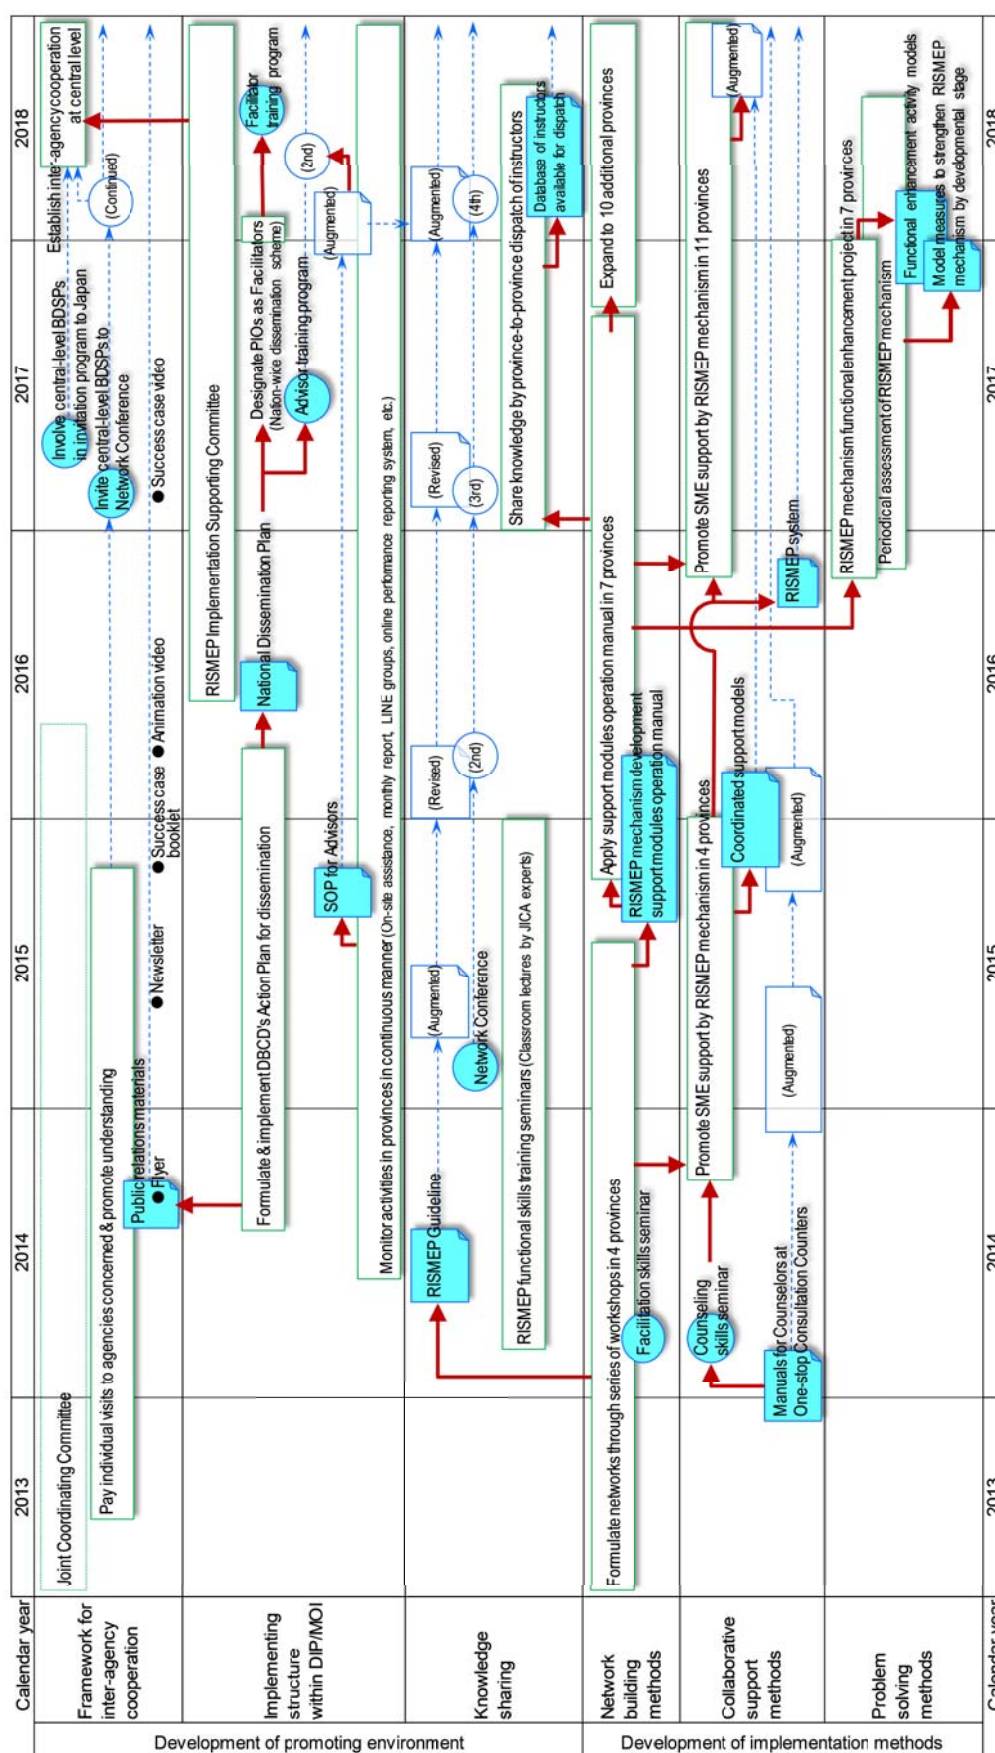 Calendar year
2013
2014
2015
2016
2017
2018
Development of promoting environment
Framework for
inter-agency
cooperation
Joint Coordinating Committee
Establish inter-agency cooperation
at central level
Pay individual visits to agencies concerned & promote understanding
Involve central-level BDSPs
in invitation program to Japan
Invite central-level BDSPs to
Network Conference
(Continued)
Public relations materials
● Flyer
● Newsletter
● Success case
booklet
● Animation video
● Success case video
Implementing
structure
within DIP/MOI
RISMEP Implementation Supporting Committee
Formulate & implement DBCD's Action Plan for dissemination
National Dissemination Plan
Designate PIOs as Facilitators
(Nation-wide dissemination scheme)
Facilitator
training program
Advisor training program
(2nd)
SOP for Advisors
(Augmented)
Monitor activities in provinces in continuous manner (On-site assistance, monthly report, LINE groups, online performance reporting system, etc.)
Knowledge
sharing
RISMEP Guideline
(Augmented)
(Revised)
(Revised)
(Augmented)
Network Conference
(2nd)
(3rd)
(4th)
RISMEP functional skills training seminars (Classroom lectures by JICA experts)
Share knowledge by province-to-province dispatch of instructors
Database of instructors
available for dispatch
Development of implementation methods
Network
building
methods
Formulate networks through series of workshops in 4 provinces
Apply support modules operation manual in 7 provinces
Expand to 10 additional provinces
Facilitation skills seminar
RISMEP mechanism development
support modules operation manual
Collaborative
support
methods
Counseling
skills seminar
Promote SME support by RISMEP mechanism in 4 provinces
Promote SME support by RISMEP mechanism in 11 provinces
Coordinated support models
(Augmented)
Manuals for Counselors at
One-stop Consultation Counters
(Augmented)
(Augmented)
RISMEP system
Problem
solving
methods
RISMEP mechanism functional enhancement project in 7 provinces
Periodical assessment of RISMEP mechanism
Functional enhancement activity models
Model measures to strengthen RISMEP
mechanism by developmental stage
Calendar year
2013
2014
2015
2016
2017
2018